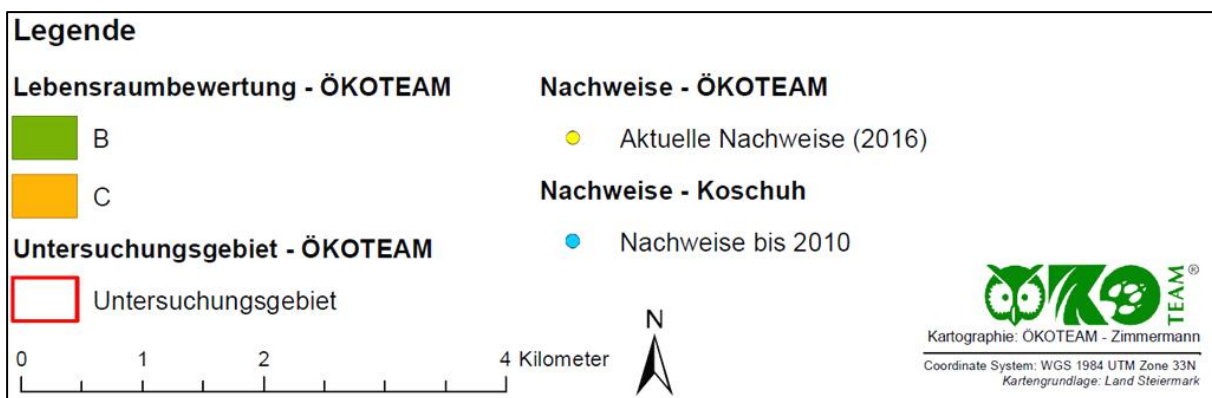 Legende
Lebensraumbewertung - ÖKOTEAM
B
C
Untersuchungsgebiet - ÖKOTEAM
Untersuchungsgebiet
0 1 2 4 Kilometer
Nachweise - ÖKOTEAM
Aktuelle Nachweise (2016)
Nachweise - Koschuh
Nachweise bis 2010
N
ÖKO TEAM ®
Kartographie: ÖKOTEAM - Zimmermann
Coordinate System: WGS 1984 UTM Zone 33N
Kartengrundlage: Land Steiermark